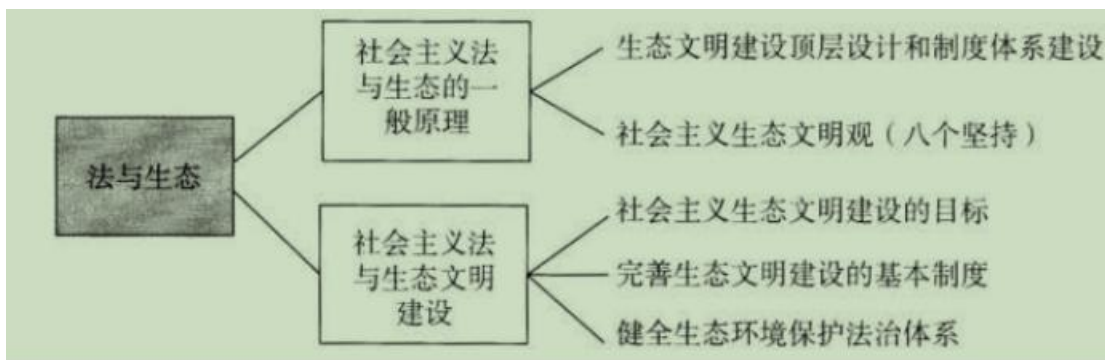 法与生态
社会主义法
与生态的一
般原理
生态文明建设顶层设计和制度体系建设
社会主义生态文明观（八个坚持）
社会主义法
与生态文明
建设
社会主义生态文明建设的目标
完善生态文明建设的基本制度
健全生态环境保护法治体系